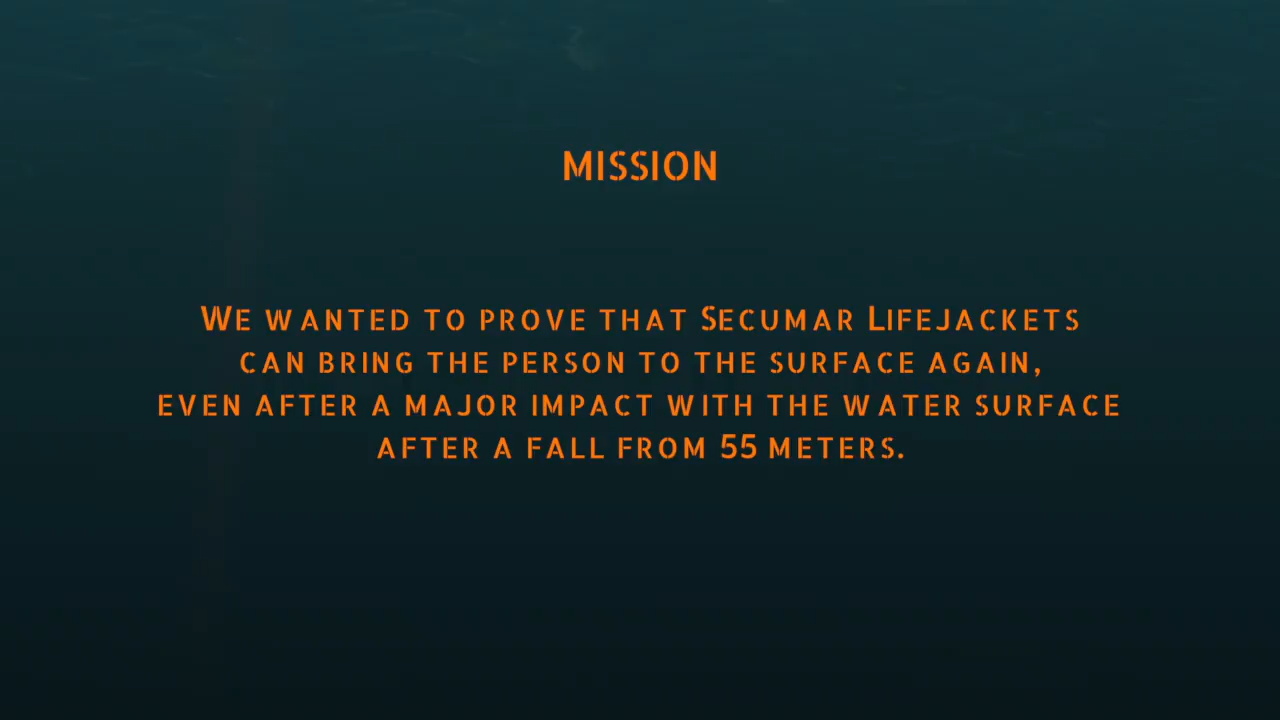 MISSION
WE WANTED TO PROVE THAT SECUMAR LIFEJACKETS
CAN BRING THE PERSON TO THE SURFACE AGAIN,
EVEN AFTER A MAJOR IMPACT WITH THE WATER SURFACE
AFTER A FALL FROM 55 METERS.